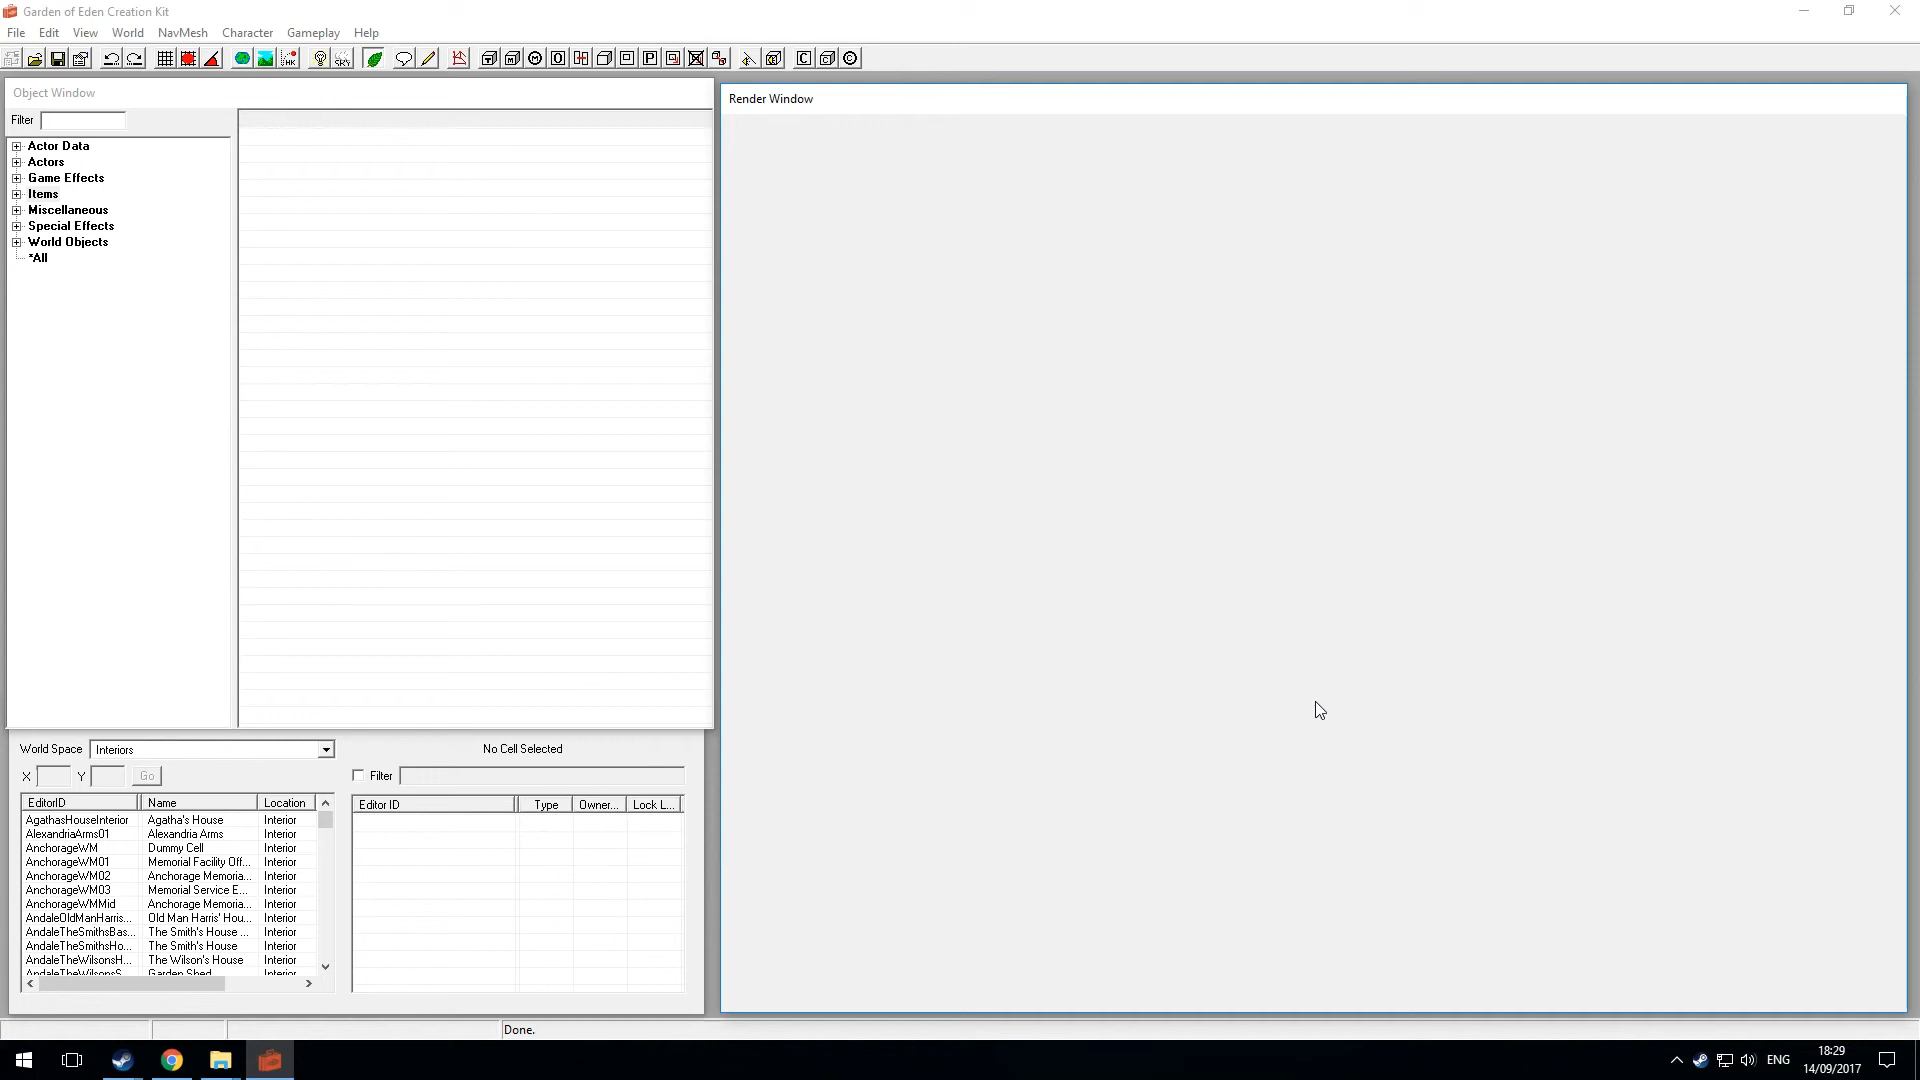 Garden of Eden Creation Kit
File Edit View World NavMesh Character Gameplay Help
Object Window
Render Window
Filter
Actor Data
Actors
Game Effects
Items
Miscellaneous
Special Effects
World Objects
*All
World Space Interiors
No Cell Selected
X Y Go
Filter
EditorID Name Location
AgathasHouseInterior Agatha's House Interior
AlexandriaArms01 Alexandria Arms Interior
AnchorageWM Dummy Cell Interior
AnchorageWM01 Memorial Facility Off... Interior
AnchorageWM02 Anchorage Memoria... Interior
AnchorageWM03 Memorial Service E... Interior
AnchorageWMMid Anchorage Memoria... Interior
AndaleOldManHarris... Old Man Harris' Hou... Interior
AndaleTheSmithsBas... The Smith's House ... Interior
AndaleTheSmithsHo... The Smith's House Interior
AndaleTheWilsonsH... The Wilson's House Interior
AndaleTheWilsonsS... Garden Shed Interior
Editor ID Type Owner... Lock L...
Done.
ENG
18:29
14/09/2017